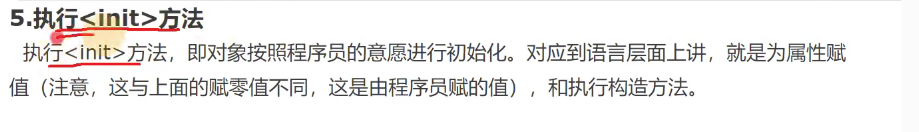 5.执行<init>方法
执行<init>方法，即对象按照程序员的意愿进行初始化。对应到语言层面上讲，就是为属性赋
值（注意，这与上面的赋零值不同，这是由程序员赋的值），和执行构造方法。